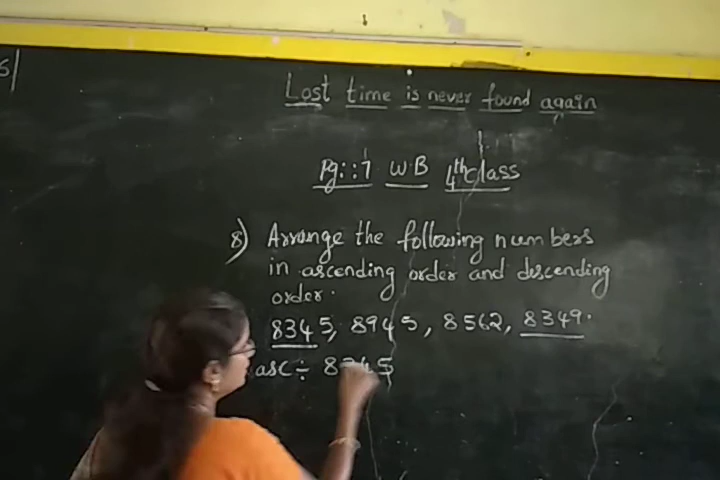 Lost time is never found again
Pg::7 W.B 4th class
8) Arrange the following numbers
in ascending order and descending
order.
8345, 8945, 8562, 8349.
asc÷ 8345